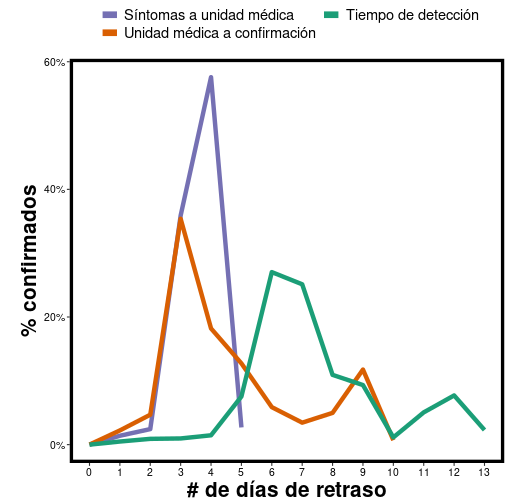 Síntomas a unidad médica
Tiempo de detección
Unidad médica a confirmación
60%
40%
20%
0%
% confirmados
0 1 2 3 4 5 6 7 8 9 10 11 12 13
# de días de retraso